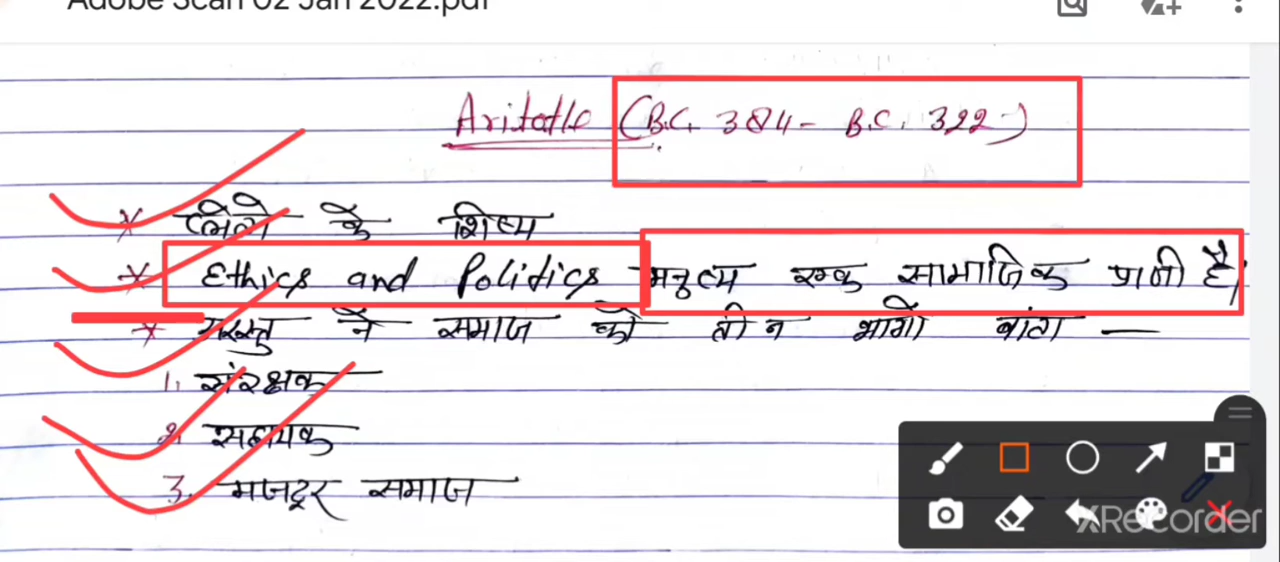 Adobe Scan 02 Jan 2022.pdf
Aristotle (B.C. 384- B.C. 322-)
* प्लेटो के शिष्य
* Ethics and Politics मनुष्य एक सामाजिक प्राणी है।
* अरस्तु ने समाज को तीन भागों बांटा —
1. संरक्षक
2. सहायक
3. मजदूर समाज
XRecorder